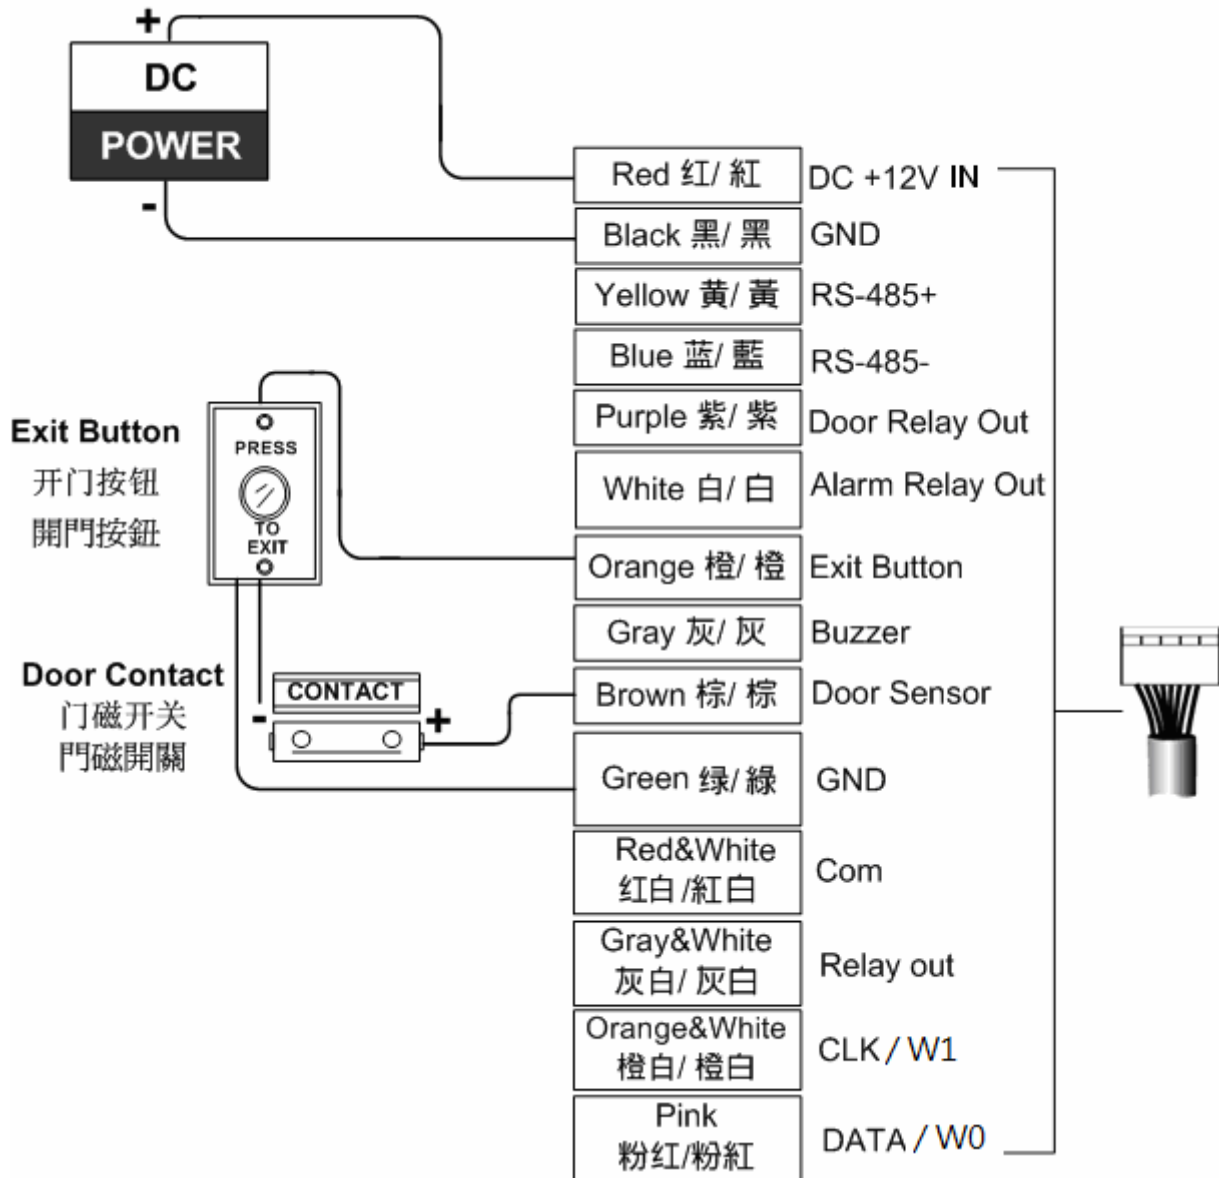 +
DC
POWER
-
Red 红/ 紅
DC +12V IN
Black 黑/ 黑
GND
Yellow 黄/ 黃
RS-485+
Blue 蓝/ 藍
RS-485-
Purple 紫/ 紫
Door Relay Out
White 白/ 白
Alarm Relay Out
Orange 橙/ 橙
Exit Button
Gray 灰/ 灰
Buzzer
Brown 棕/ 棕
Door Sensor
Green 绿/ 綠
GND
Red&White
红白 /紅白
Com
Gray&White
灰白/ 灰白
Relay out
Orange&White
橙白/ 橙白
CLK / W1
Pink
粉红/粉紅
DATA / W0
Exit Button
开门按钮
開門按鈕
PRESS
TO
EXIT
Door Contact
门磁开关
門磁開關
CONTACT
-
+